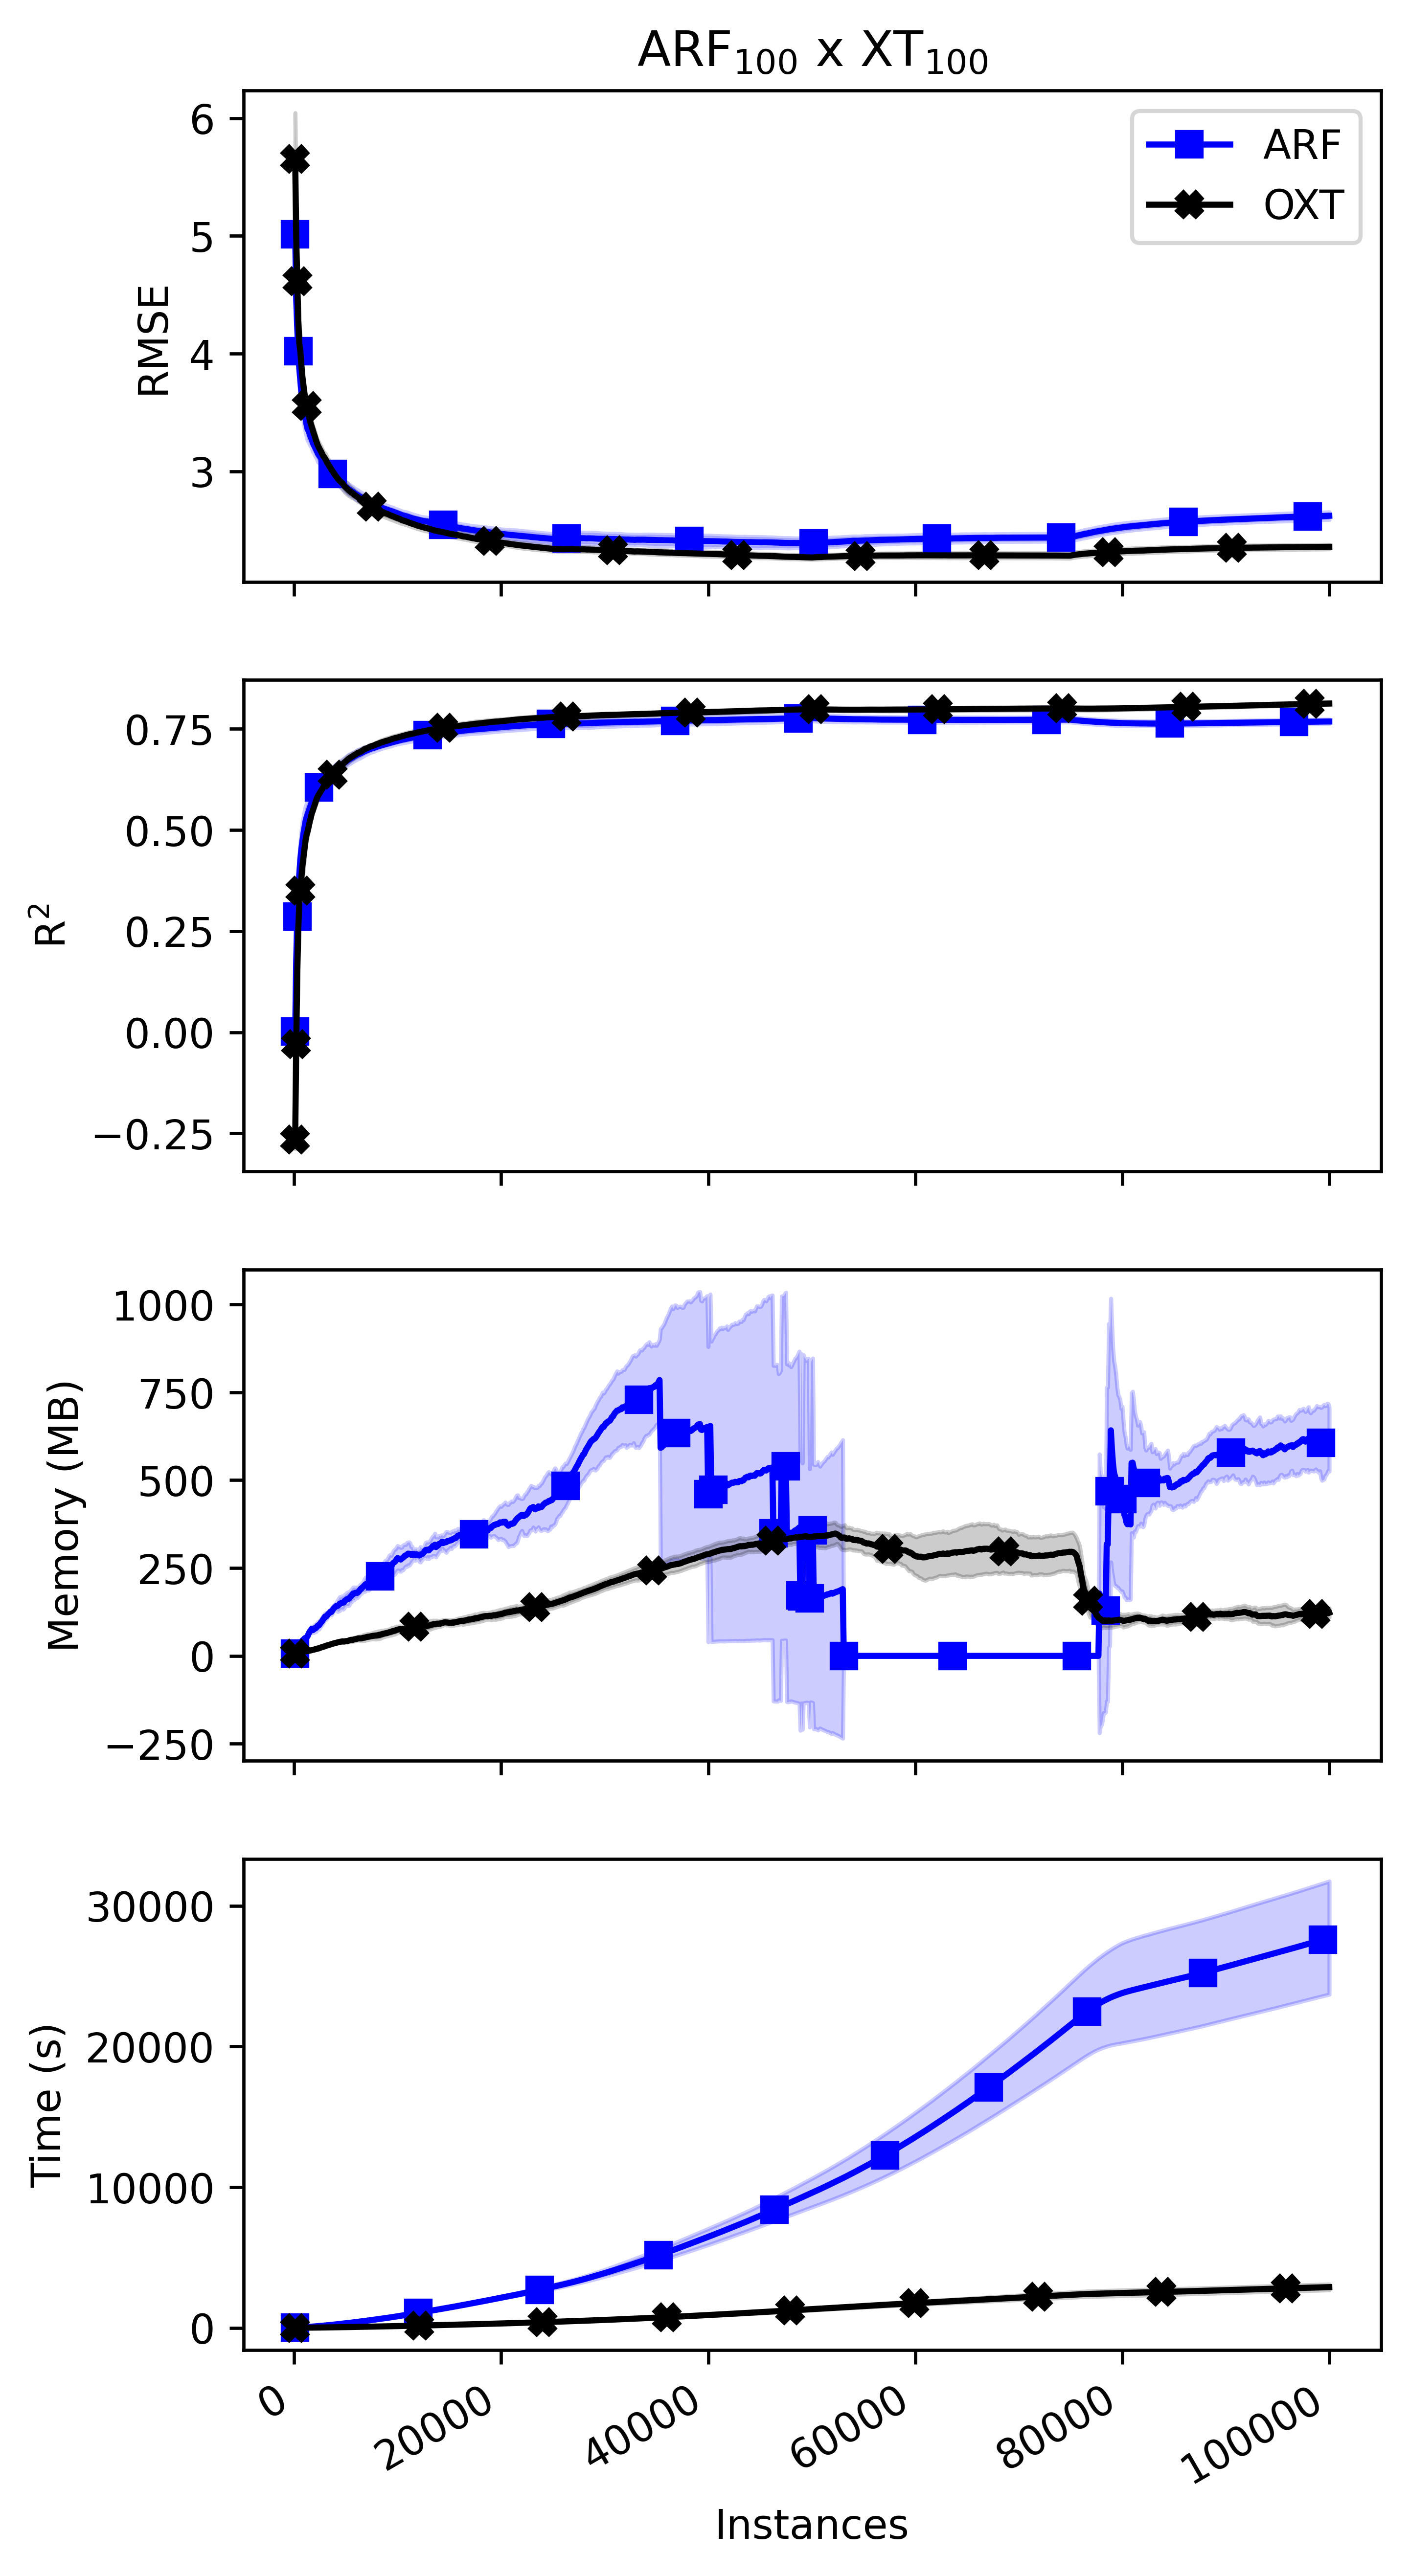 ARF₁₀₀ x XT₁₀₀
6
5
4
3
RMSE
ARF
OXT
0.75
0.50
0.25
0.00
−0.25
R²
1000
750
500
250
0
−250
Memory (MB)
30000
20000
10000
0
Time (s)
0 20000 40000 60000 80000 100000
Instances